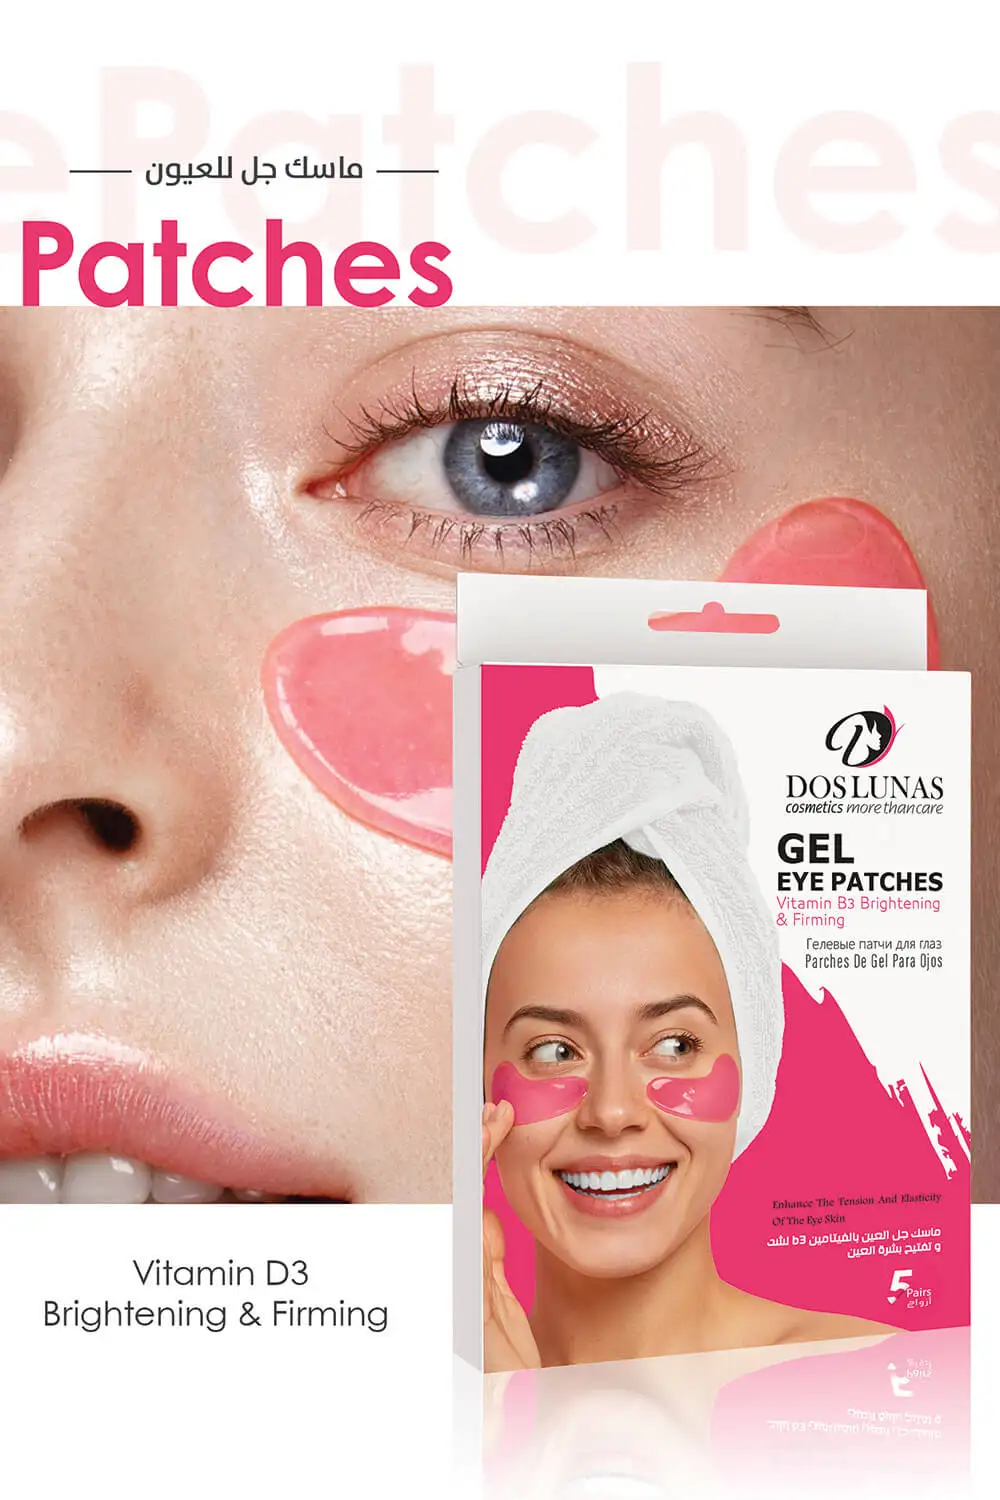 ePatches
ماسك جل للعيون
Patches
DOSLUNAS
cosmetics more than care
GEL
EYE PATCHES
Vitamin B3 Brightening
& Firming
Гелевые патчи для глаз
Parches De Gel Para Ojos
Enhance The Tension And Elasticity
Of The Eye Skin
ماسك جل العين بالفيتامين b3 لشد
و تفتيح بشرة العين
5 Pairs
أزواج
Vitamin D3
Brightening & Firming